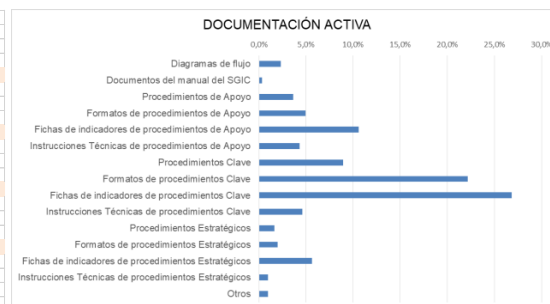 DOCUMENTACIÓN ACTIVA
0,0% 5,0% 10,0% 15,0% 20,0% 25,0% 30,0%
Diagramas de flujo
Documentos del manual del SGIC
Procedimientos de Apoyo
Formatos de procedimientos de Apoyo
Fichas de indicadores de procedimientos de Apoyo
Instrucciones Técnicas de procedimientos de Apoyo
Procedimientos Clave
Formatos de procedimientos Clave
Fichas de indicadores de procedimientos Clave
Instrucciones Técnicas de procedimientos Clave
Procedimientos Estratégicos
Formatos de procedimientos Estratégicos
Fichas de indicadores de procedimientos Estratégicos
Instrucciones Técnicas de procedimientos Estratégicos
Otros